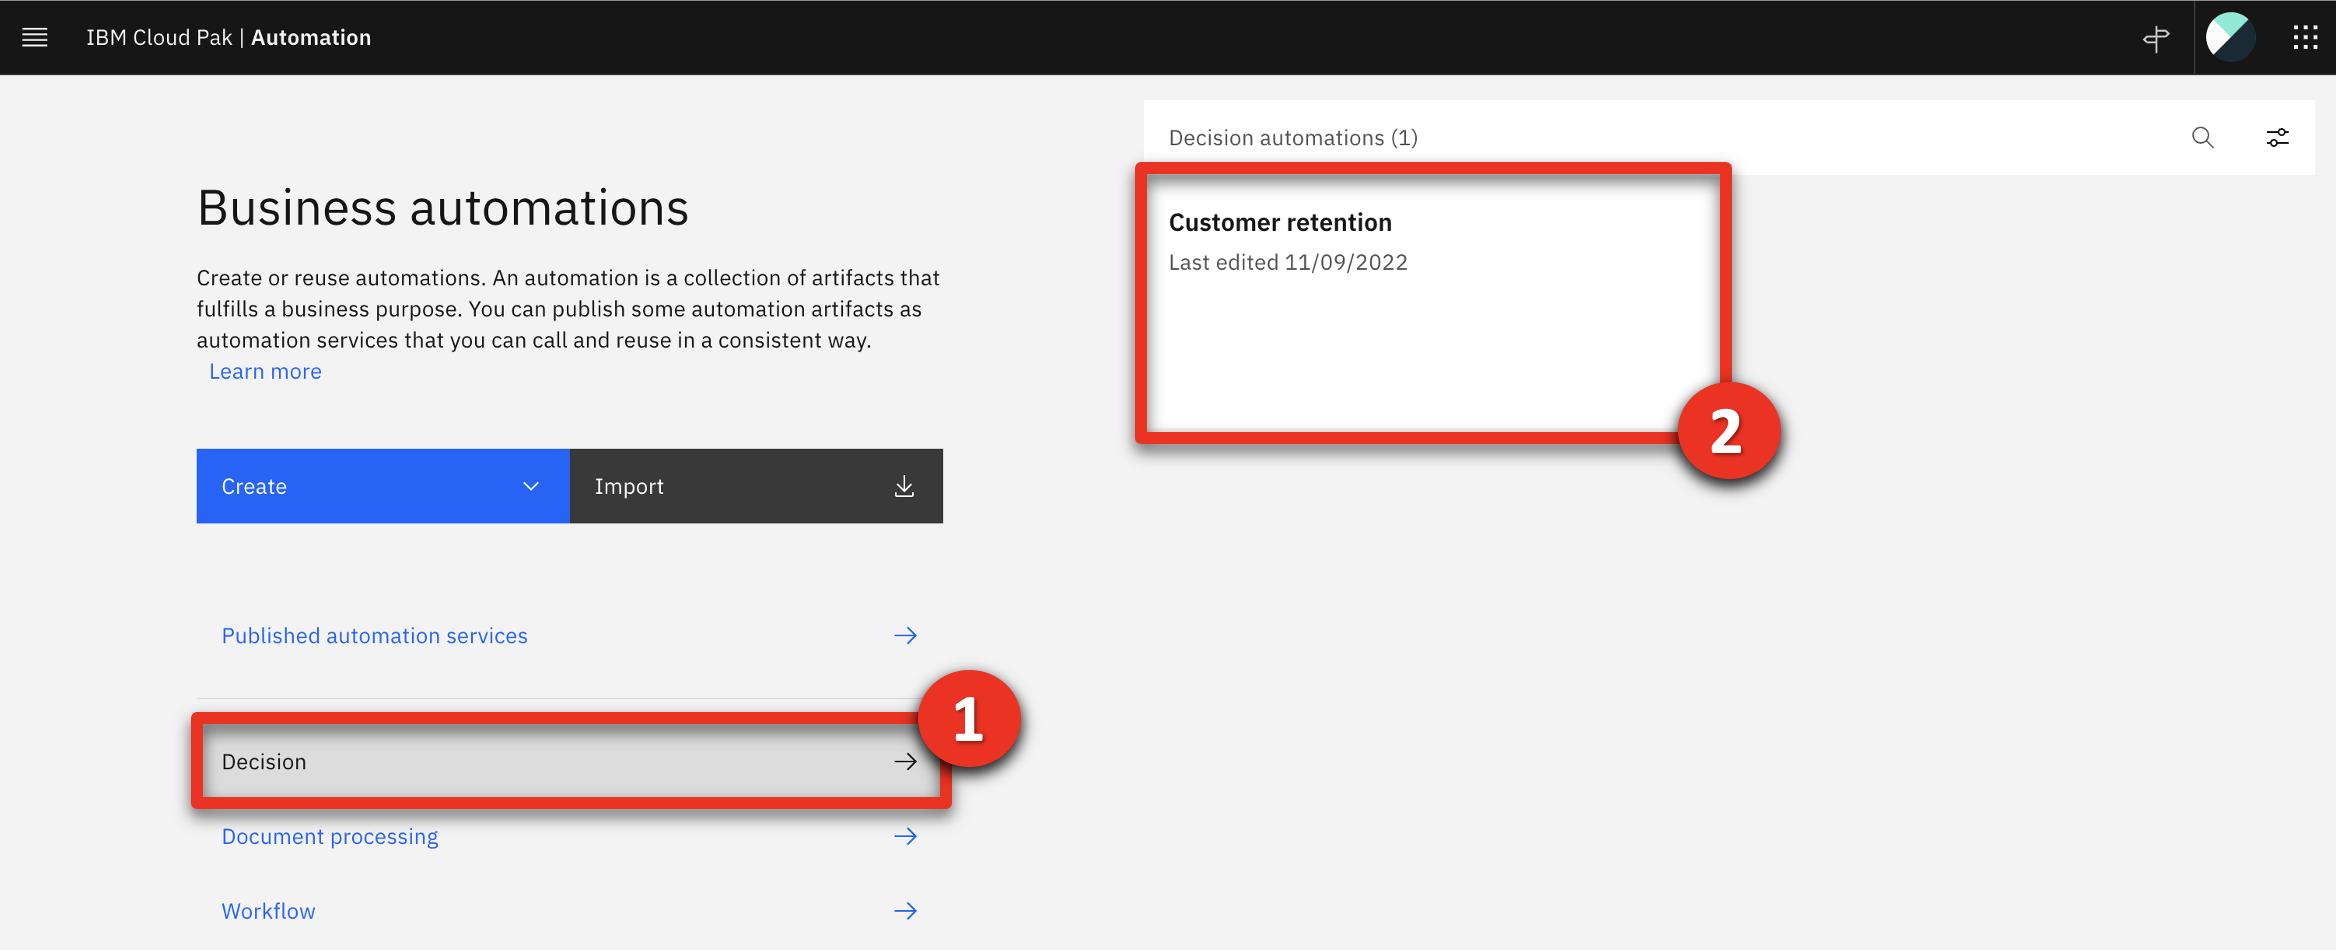 IBM Cloud Pak | Automation
Business automations
Create or reuse automations. An automation is a collection of artifacts that
fulfills a business purpose. You can publish some automation artifacts as
automation services that you can call and reuse in a consistent way.
Learn more
Create
Import
Published automation services
1
Decision
Document processing
Workflow
Decision automations (1)
Customer retention
Last edited 11/09/2022
2